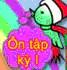 Ôn tập
kỳ I